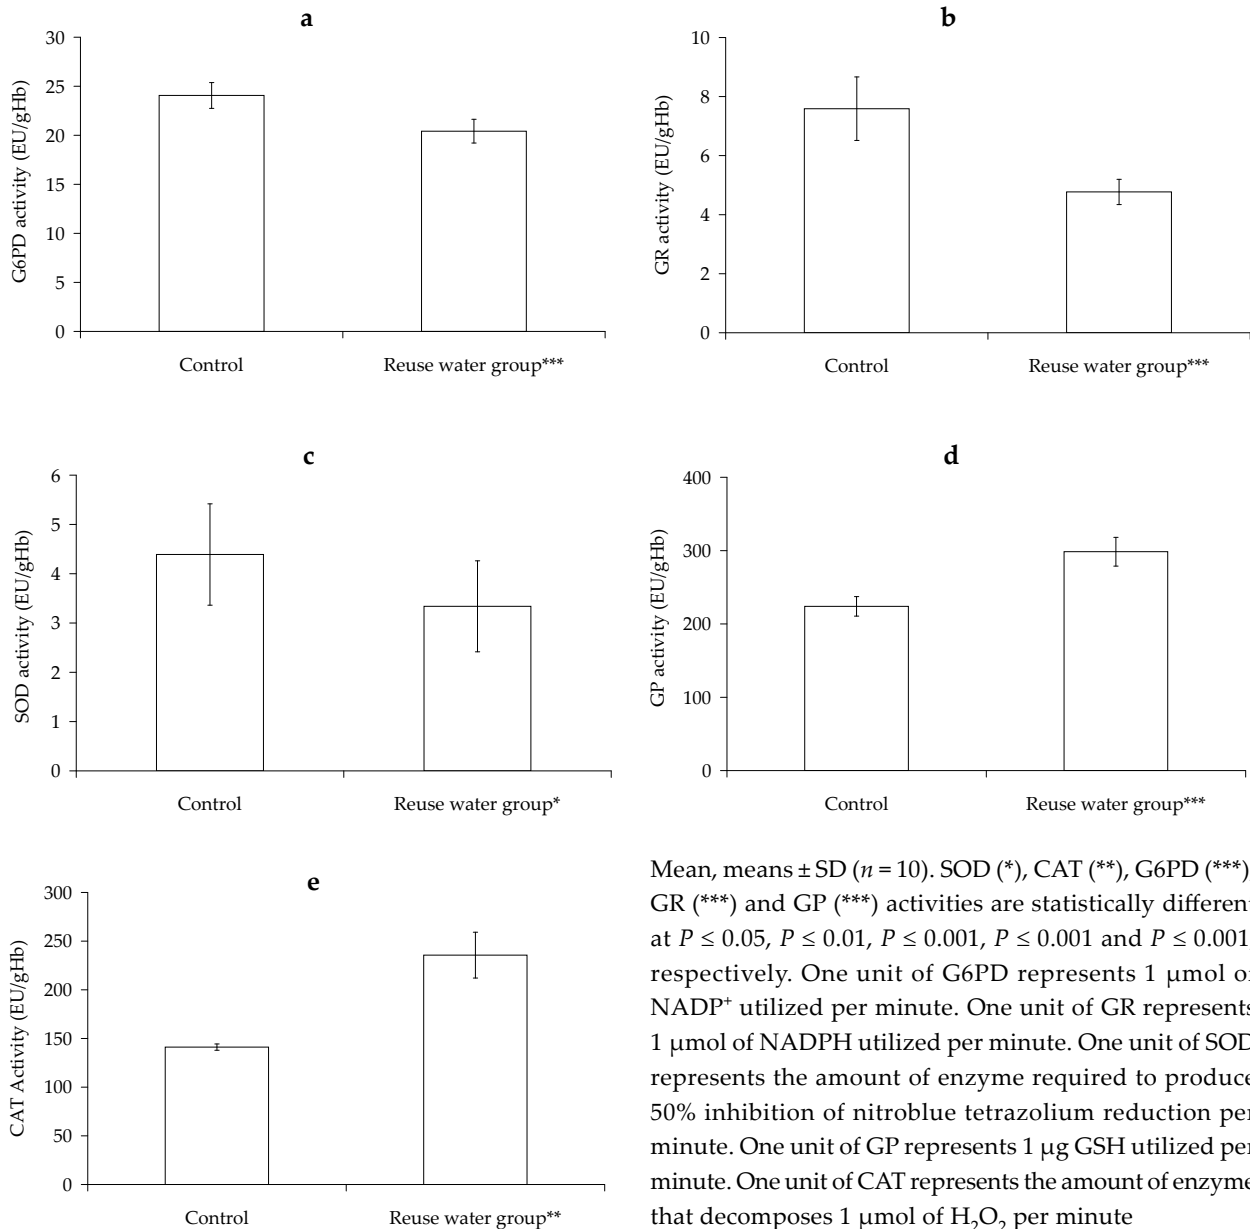 a
30
25
20
15
10
5
0
G6PD activity (EU/gHb)
Control
Reuse water group***
b
10
8
6
4
2
0
GR activity (EU/gHb)
Control
Reuse water group***
c
6
5
4
3
2
1
0
SOD activity (EU/gHb)
Control
Reuse water group*
d
400
300
200
100
0
GP activity (EU/gHb)
Control
Reuse water group***
e
300
250
200
150
100
50
0
CAT Activity (EU/gHb)
Control
Reuse water group**
Mean, means ± SD (n = 10). SOD (*), CAT (**), G6PD (***)
GR (***) and GP (***) activities are statistically different
at P ≤ 0.05, P ≤ 0.01, P ≤ 0.001, P ≤ 0.001 and P ≤ 0.001
respectively. One unit of G6PD represents 1 µmol of
NADP⁺ utilized per minute. One unit of GR represents
1 µmol of NADPH utilized per minute. One unit of SOD
represents the amount of enzyme required to produce
50% inhibition of nitroblue tetrazolium reduction per
minute. One unit of GP represents 1 µg GSH utilized per
minute. One unit of CAT represents the amount of enzyme
that decomposes 1 µmol of H₂O₂ per minute